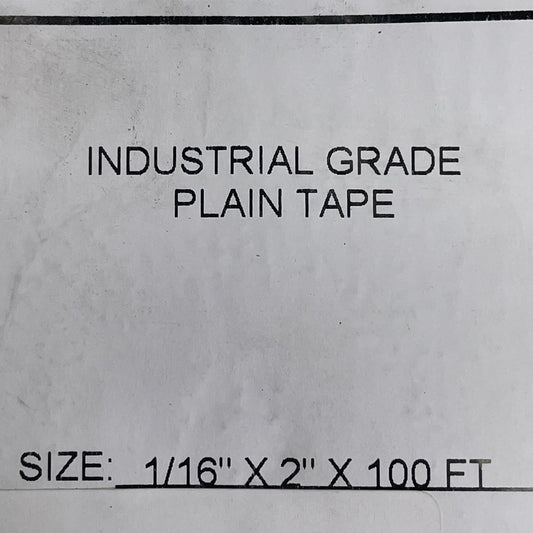 INDUSTRIAL GRADE
PLAIN TAPE
SIZE: 1/16" X 2" X 100 FT